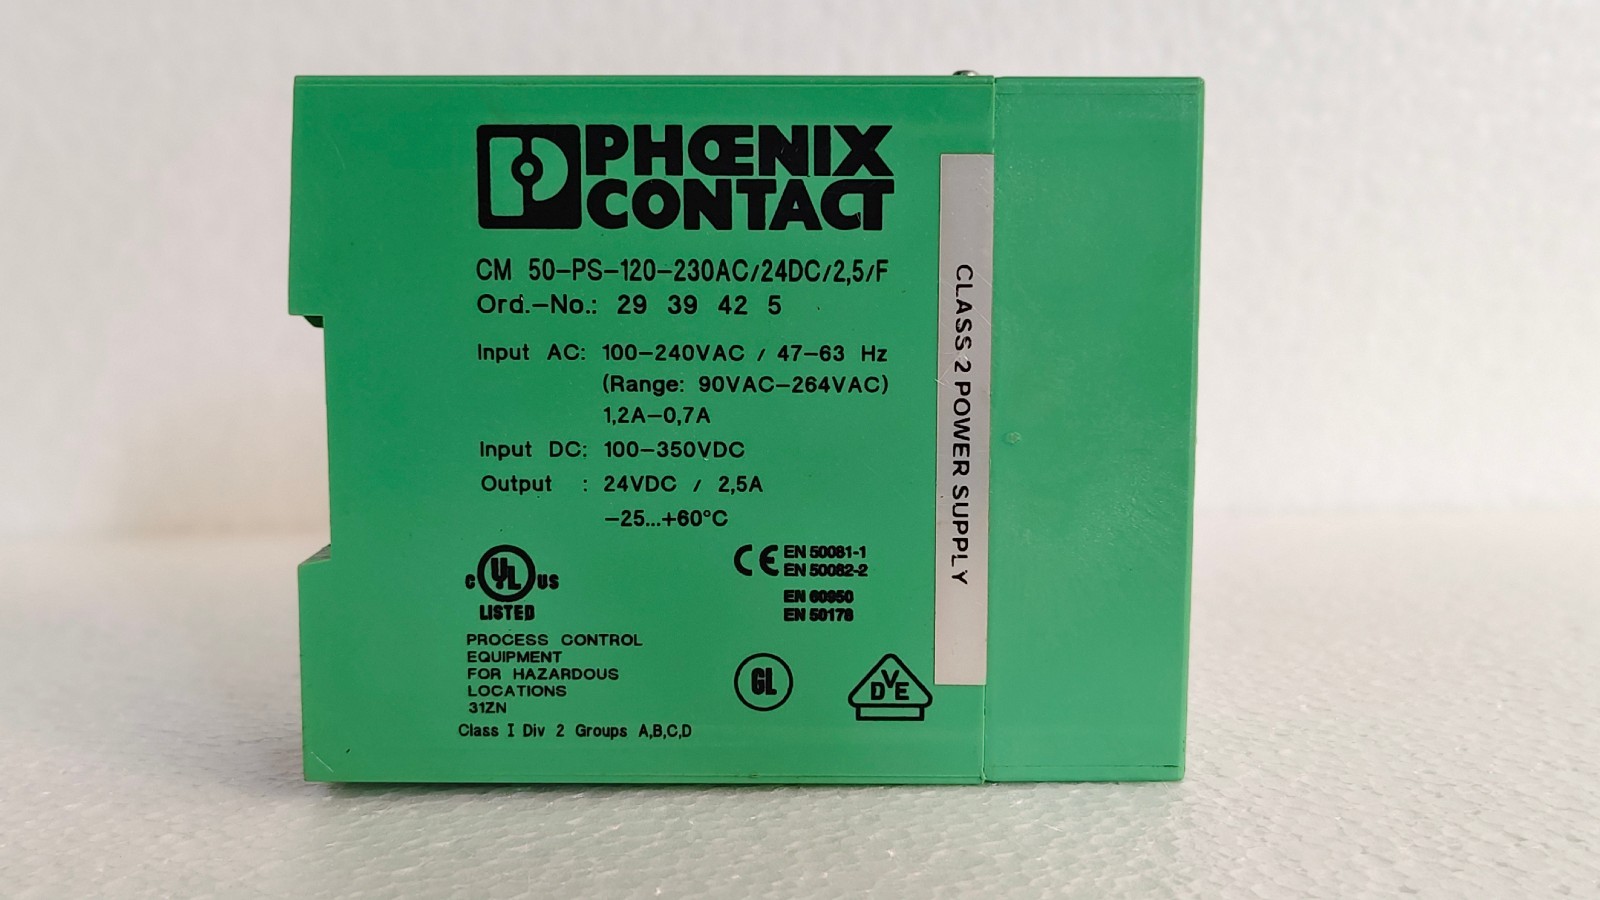 PHŒNIX
CONTACT
CM 50-PS-120-230AC/24DC/2,5/F
Ord.-No.: 29 39 42 5
Input AC: 100-240VAC / 47-63 Hz
(Range: 90VAC-264VAC)
1,2A-0,7A
Input DC: 100-350VDC
Output : 24VDC / 2,5A
-25...+60°C
C UL US
LISTED
PROCESS CONTROL
EQUIPMENT
FOR HAZARDOUS
LOCATIONS
31ZN
Class I Div 2 Groups A,B,C,D
CE EN 50081-1
EN 50082-2
EN 60950
EN 50178
GL
DVE
CLASS 2 POWER SUPPLY